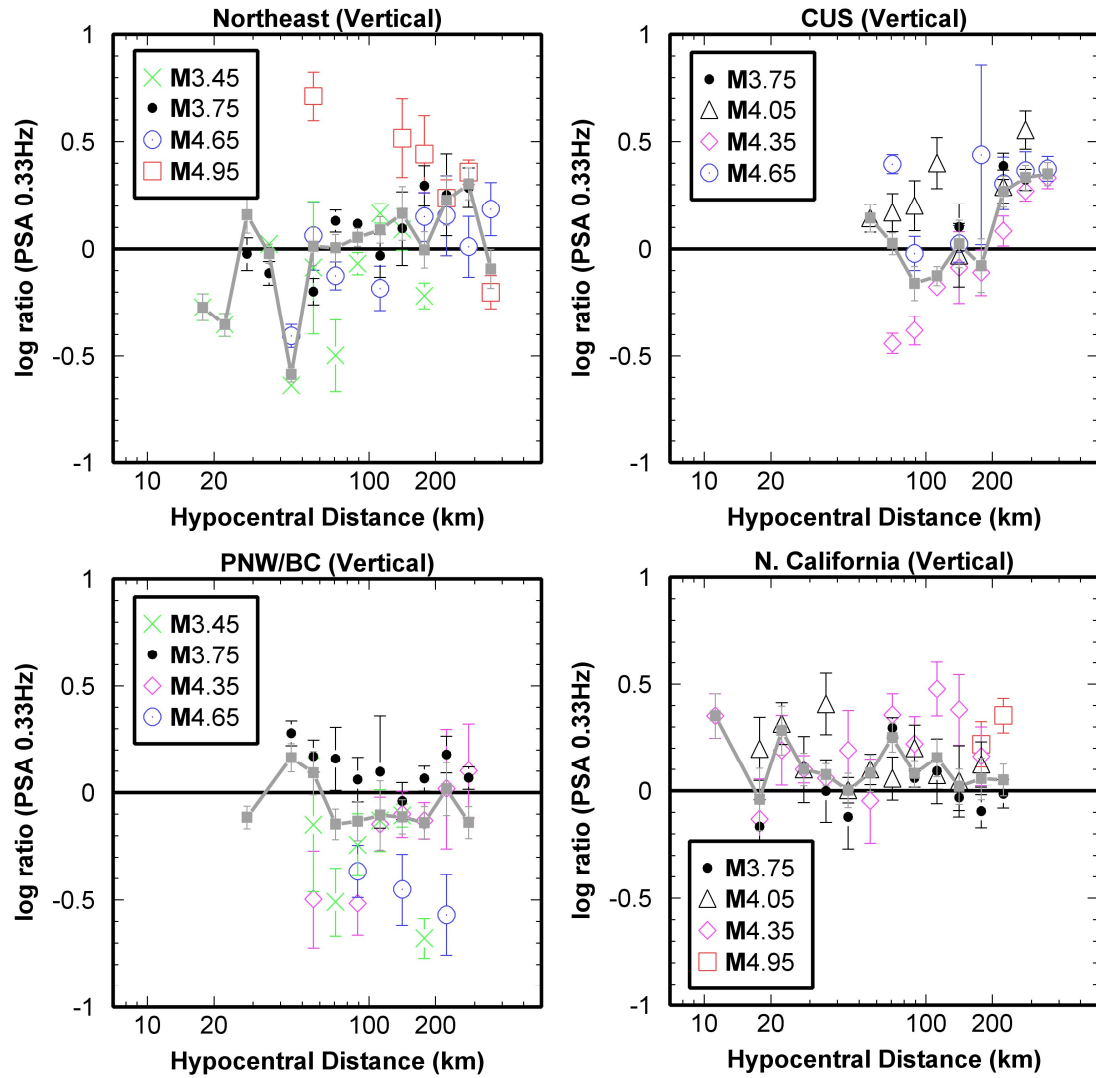 Northeast (Vertical)
1
0.5
0
-0.5
-1
log ratio (PSA 0.33Hz)
M3.45
M3.75
M4.65
M4.95
10
20
100
200
Hypocentral Distance (km)
CUS (Vertical)
1
0.5
0
-0.5
-1
log ratio (PSA 0.33Hz)
M3.75
M4.05
M4.35
M4.65
10
20
100
200
Hypocentral Distance (km)
PNW/BC (Vertical)
1
0.5
0
-0.5
-1
log ratio (PSA 0.33Hz)
M3.45
M3.75
M4.35
M4.65
10
20
100
200
Hypocentral Distance (km)
N. California (Vertical)
1
0.5
0
-0.5
-1
log ratio (PSA 0.33Hz)
M3.75
M4.05
M4.35
M4.95
10
20
100
200
Hypocentral Distance (km)